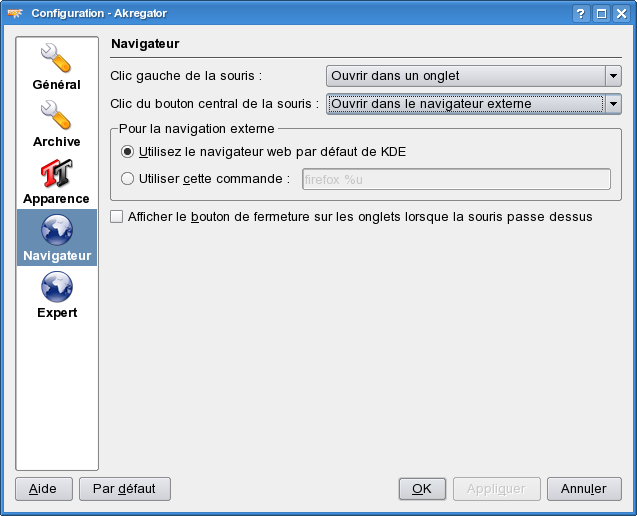 Configuration - Akregator
Général
Archive
Apparence
Navigateur
Expert
Navigateur
Clic gauche de la souris : Ouvrir dans un onglet
Clic du bouton central de la souris : Ouvrir dans le navigateur externe
Pour la navigation externe
Utilisez le navigateur web par défaut de KDE
Utiliser cette commande : firefox %u
Afficher le bouton de fermeture sur les onglets lorsque la souris passe dessus
Aide Par défaut OK Appliquer Annuler